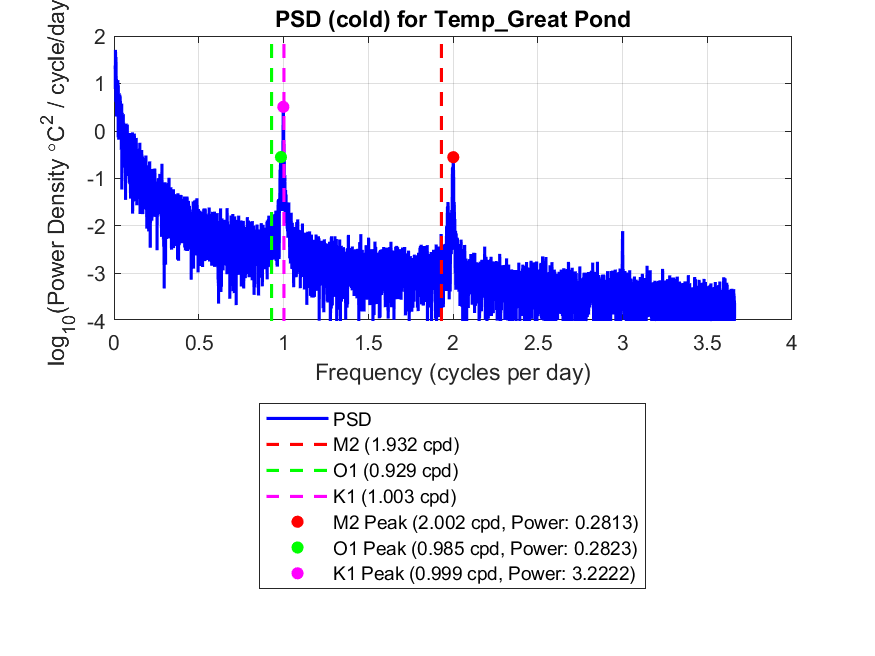 PSD (cold) for Temp_Great Pond
log10(Power Density °C2 / cycle/day
2
1
0
-1
-2
-3
-4
0 0.5 1 1.5 2 2.5 3 3.5 4
Frequency (cycles per day)
PSD
M2 (1.932 cpd)
O1 (0.929 cpd)
K1 (1.003 cpd)
M2 Peak (2.002 cpd, Power: 0.2813)
O1 Peak (0.985 cpd, Power: 0.2823)
K1 Peak (0.999 cpd, Power: 3.2222)